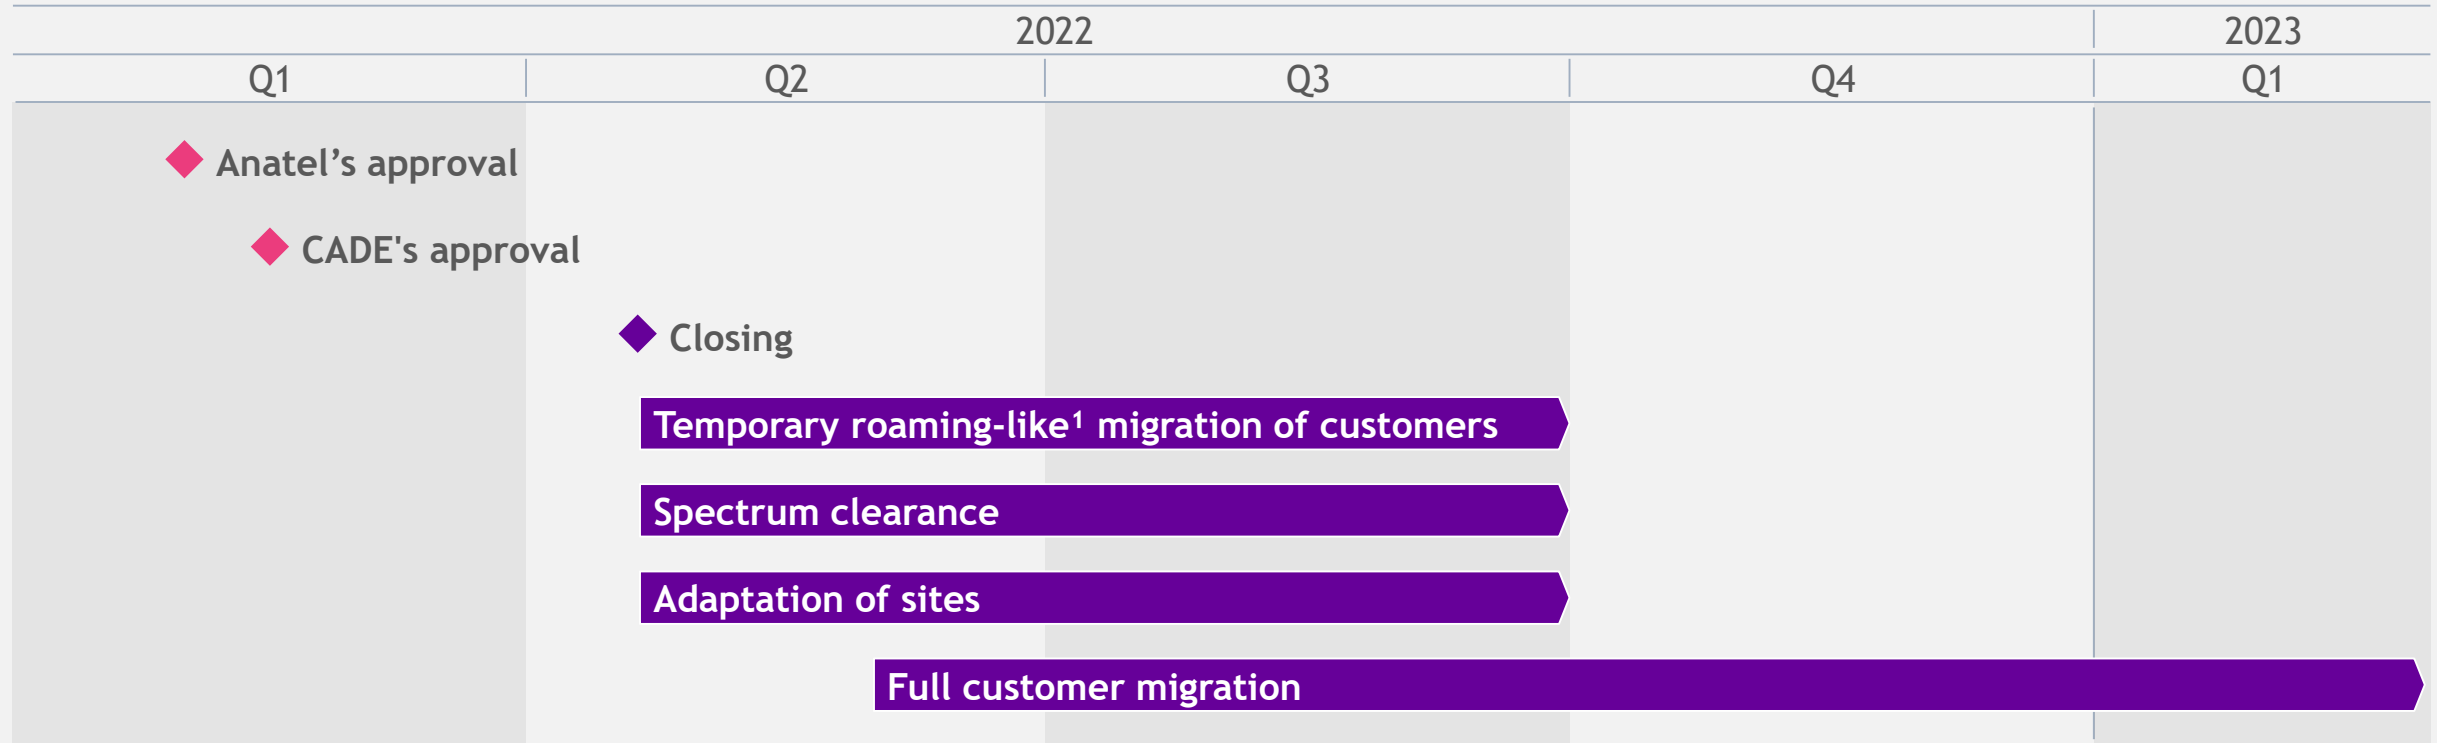 2022 2023
Q1 Q2 Q3 Q4 Q1
Anatel’s approval
CADE's approval
Closing
Temporary roaming-like¹ migration of customers
Spectrum clearance
Adaptation of sites
Full customer migration